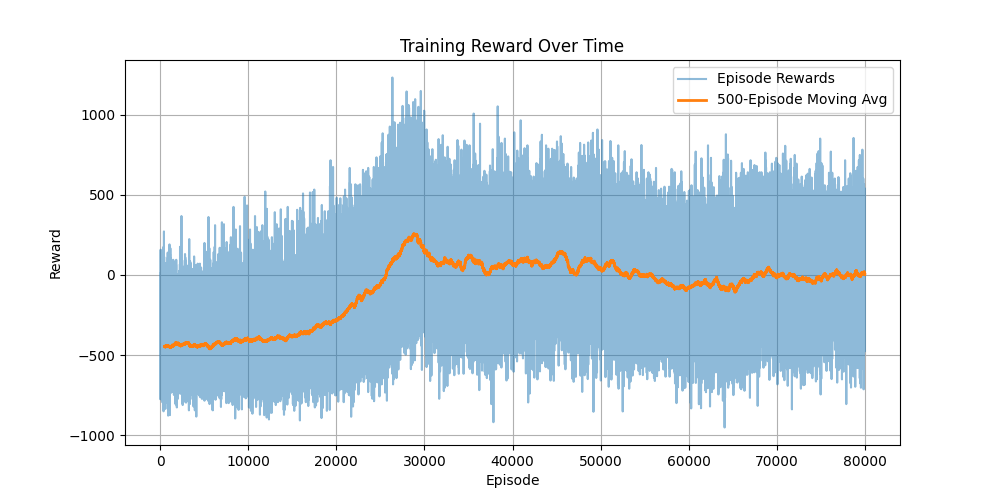 Training Reward Over Time
Episode Rewards
500-Episode Moving Avg
Reward
1000
500
0
−500
−1000
0 10000 20000 30000 40000 50000 60000 70000 80000
Episode